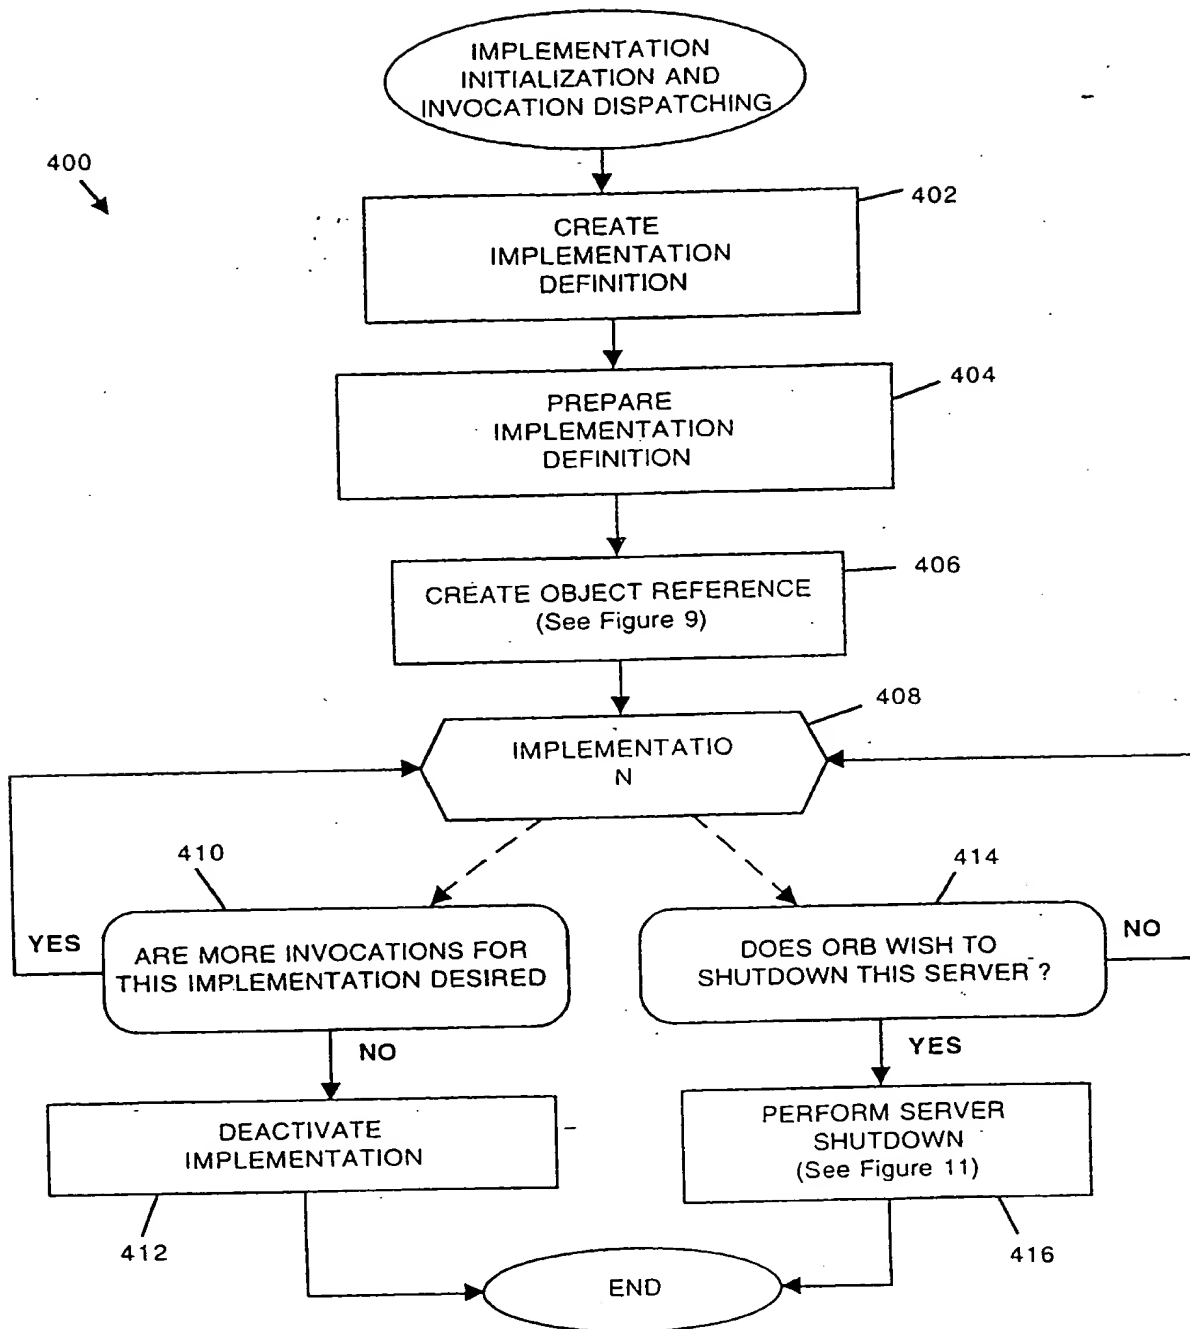 IMPLEMENTATION
INITIALIZATION AND
INVOCATION DISPATCHING
400
402
CREATE
IMPLEMENTATION
DEFINITION
404
PREPARE
IMPLEMENTATION
DEFINITION
406
CREATE OBJECT REFERENCE
(See Figure 9)
408
IMPLEMENTATIO
N
410
414
YES
ARE MORE INVOCATIONS FOR
THIS IMPLEMENTATION DESIRED
DOES ORB WISH TO
SHUTDOWN THIS SERVER ?
NO
NO
YES
DEACTIVATE
IMPLEMENTATION
PERFORM SERVER
SHUTDOWN
(See Figure 11)
412
416
END